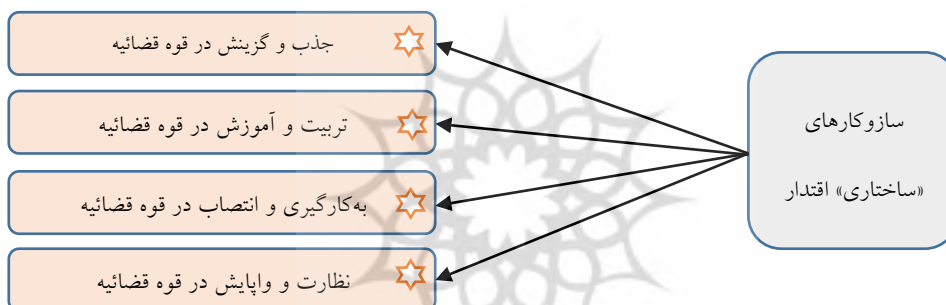 سازوکارهای
«ساختاری» اقتدار
جذب و گزینش در قوه قضائیه
تربیت و آموزش در قوه قضائیه
به‌کارگیری و انتصاب در قوه قضائیه
نظارت و واپایش در قوه قضائیه